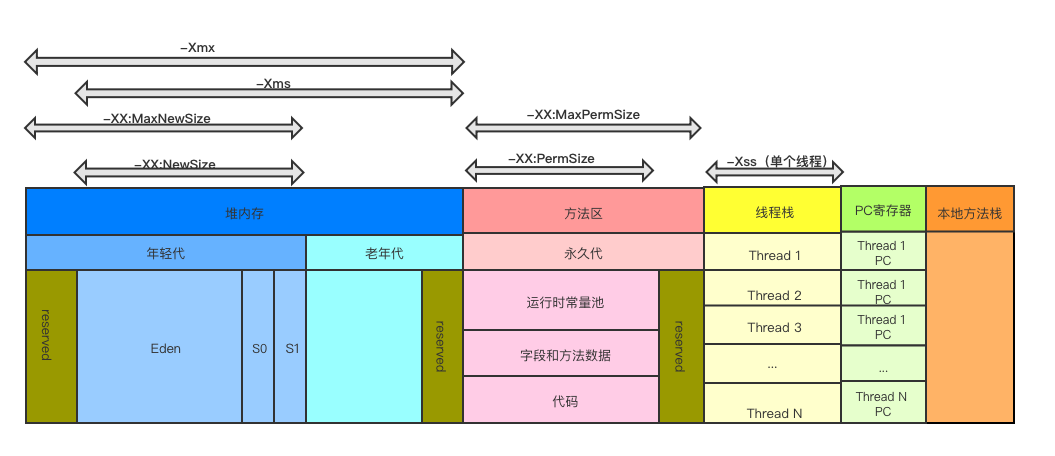 -Xmx
-Xms
-XX:MaxNewSize
-XX:MaxPermSize
-XX:NewSize
-XX:PermSize
-Xss（单个线程）
堆内存
方法区
线程栈
PC寄存器
本地方法栈
年轻代
老年代
永久代
Thread 1
Thread 1
PC
reserved
Eden
S0
S1
reserved
运行时常量池
字段和方法数据
代码
reserved
Thread 2
Thread 3
...
Thread N
Thread 1
PC
Thread 1
PC
...
Thread N
PC